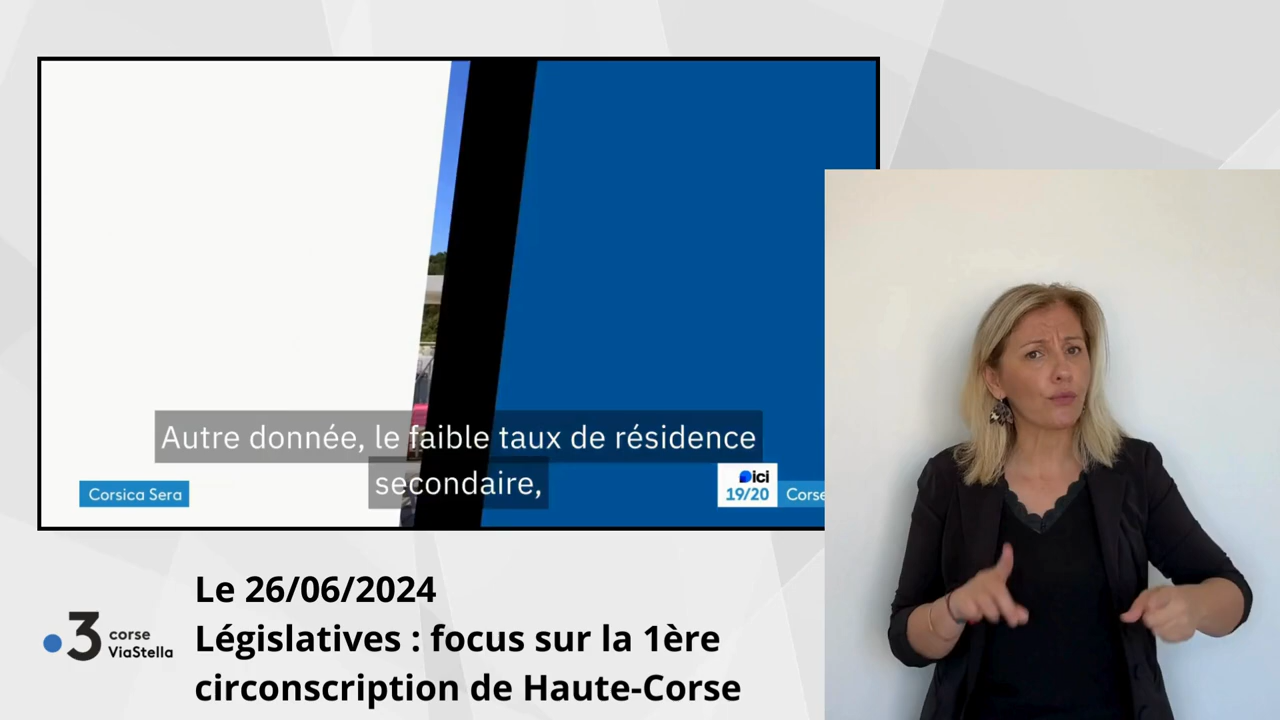 Autre donnée, le faible taux de résidence
secondaire,
Corsica Sera
ici
19/20
Corse
Le 26/06/2024
Législatives : focus sur la 1ère
circonscription de Haute-Corse
3 corse
ViaStella